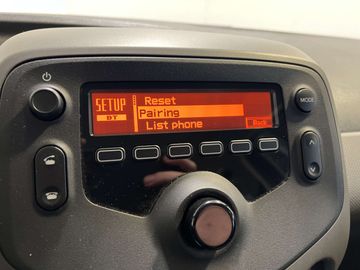 SETUP
BT
Reset
Pairing
List phone
Back
MODE